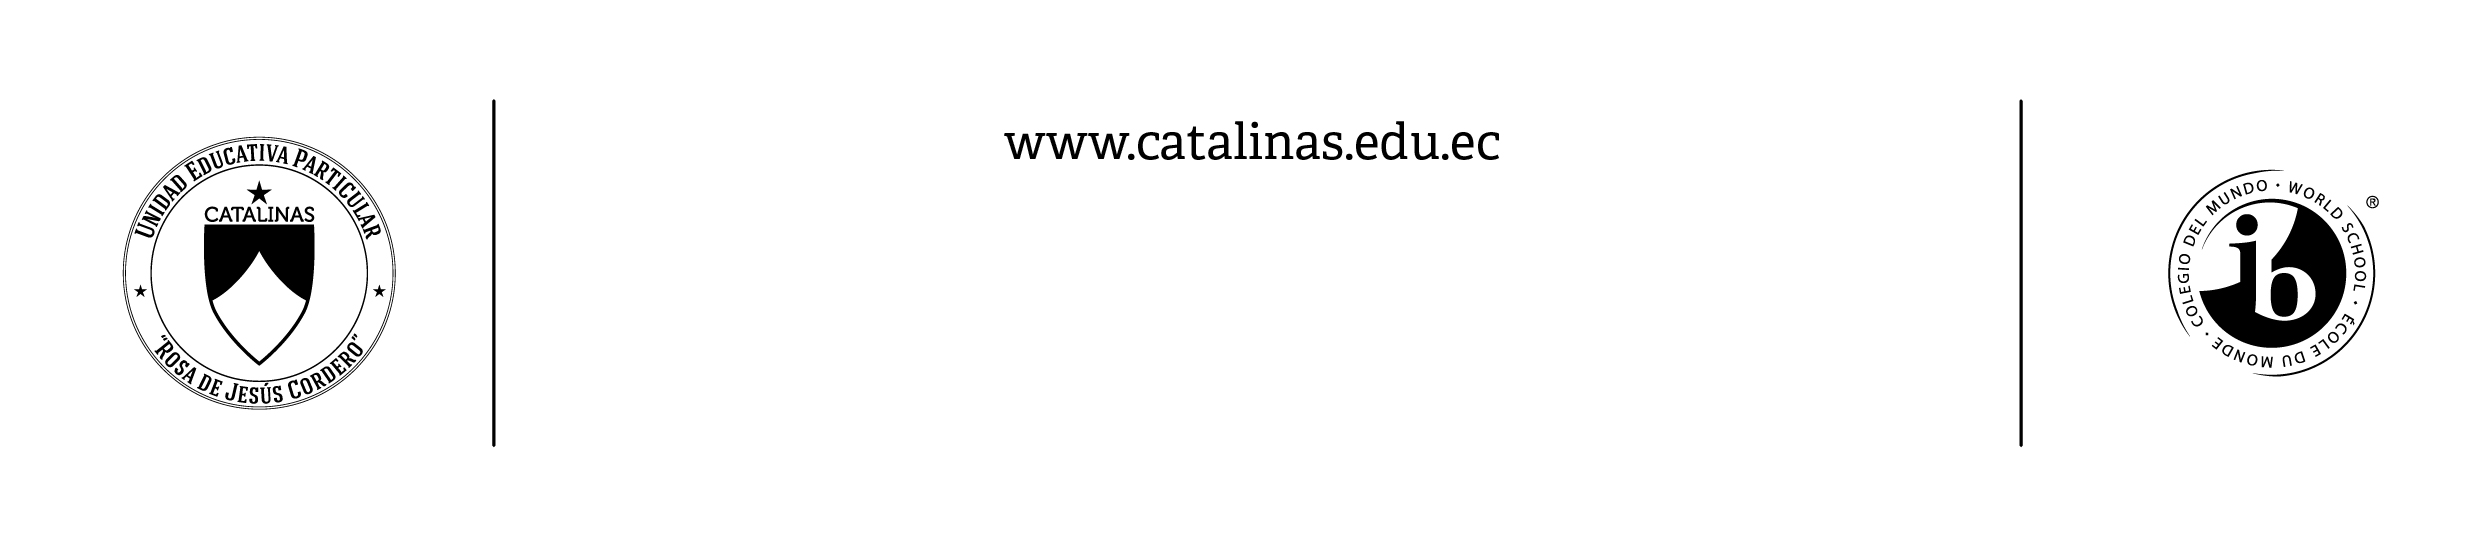 UNIDAD EDUCATIVA PARTICULAR
CATALINAS
"ROSA DE JESÚS CORDERO"
www.catalinas.edu.ec
COLEGIO DEL MUNDO · WORLD SCHOOL · ÉCOLE DU MONDE ·
ib
®